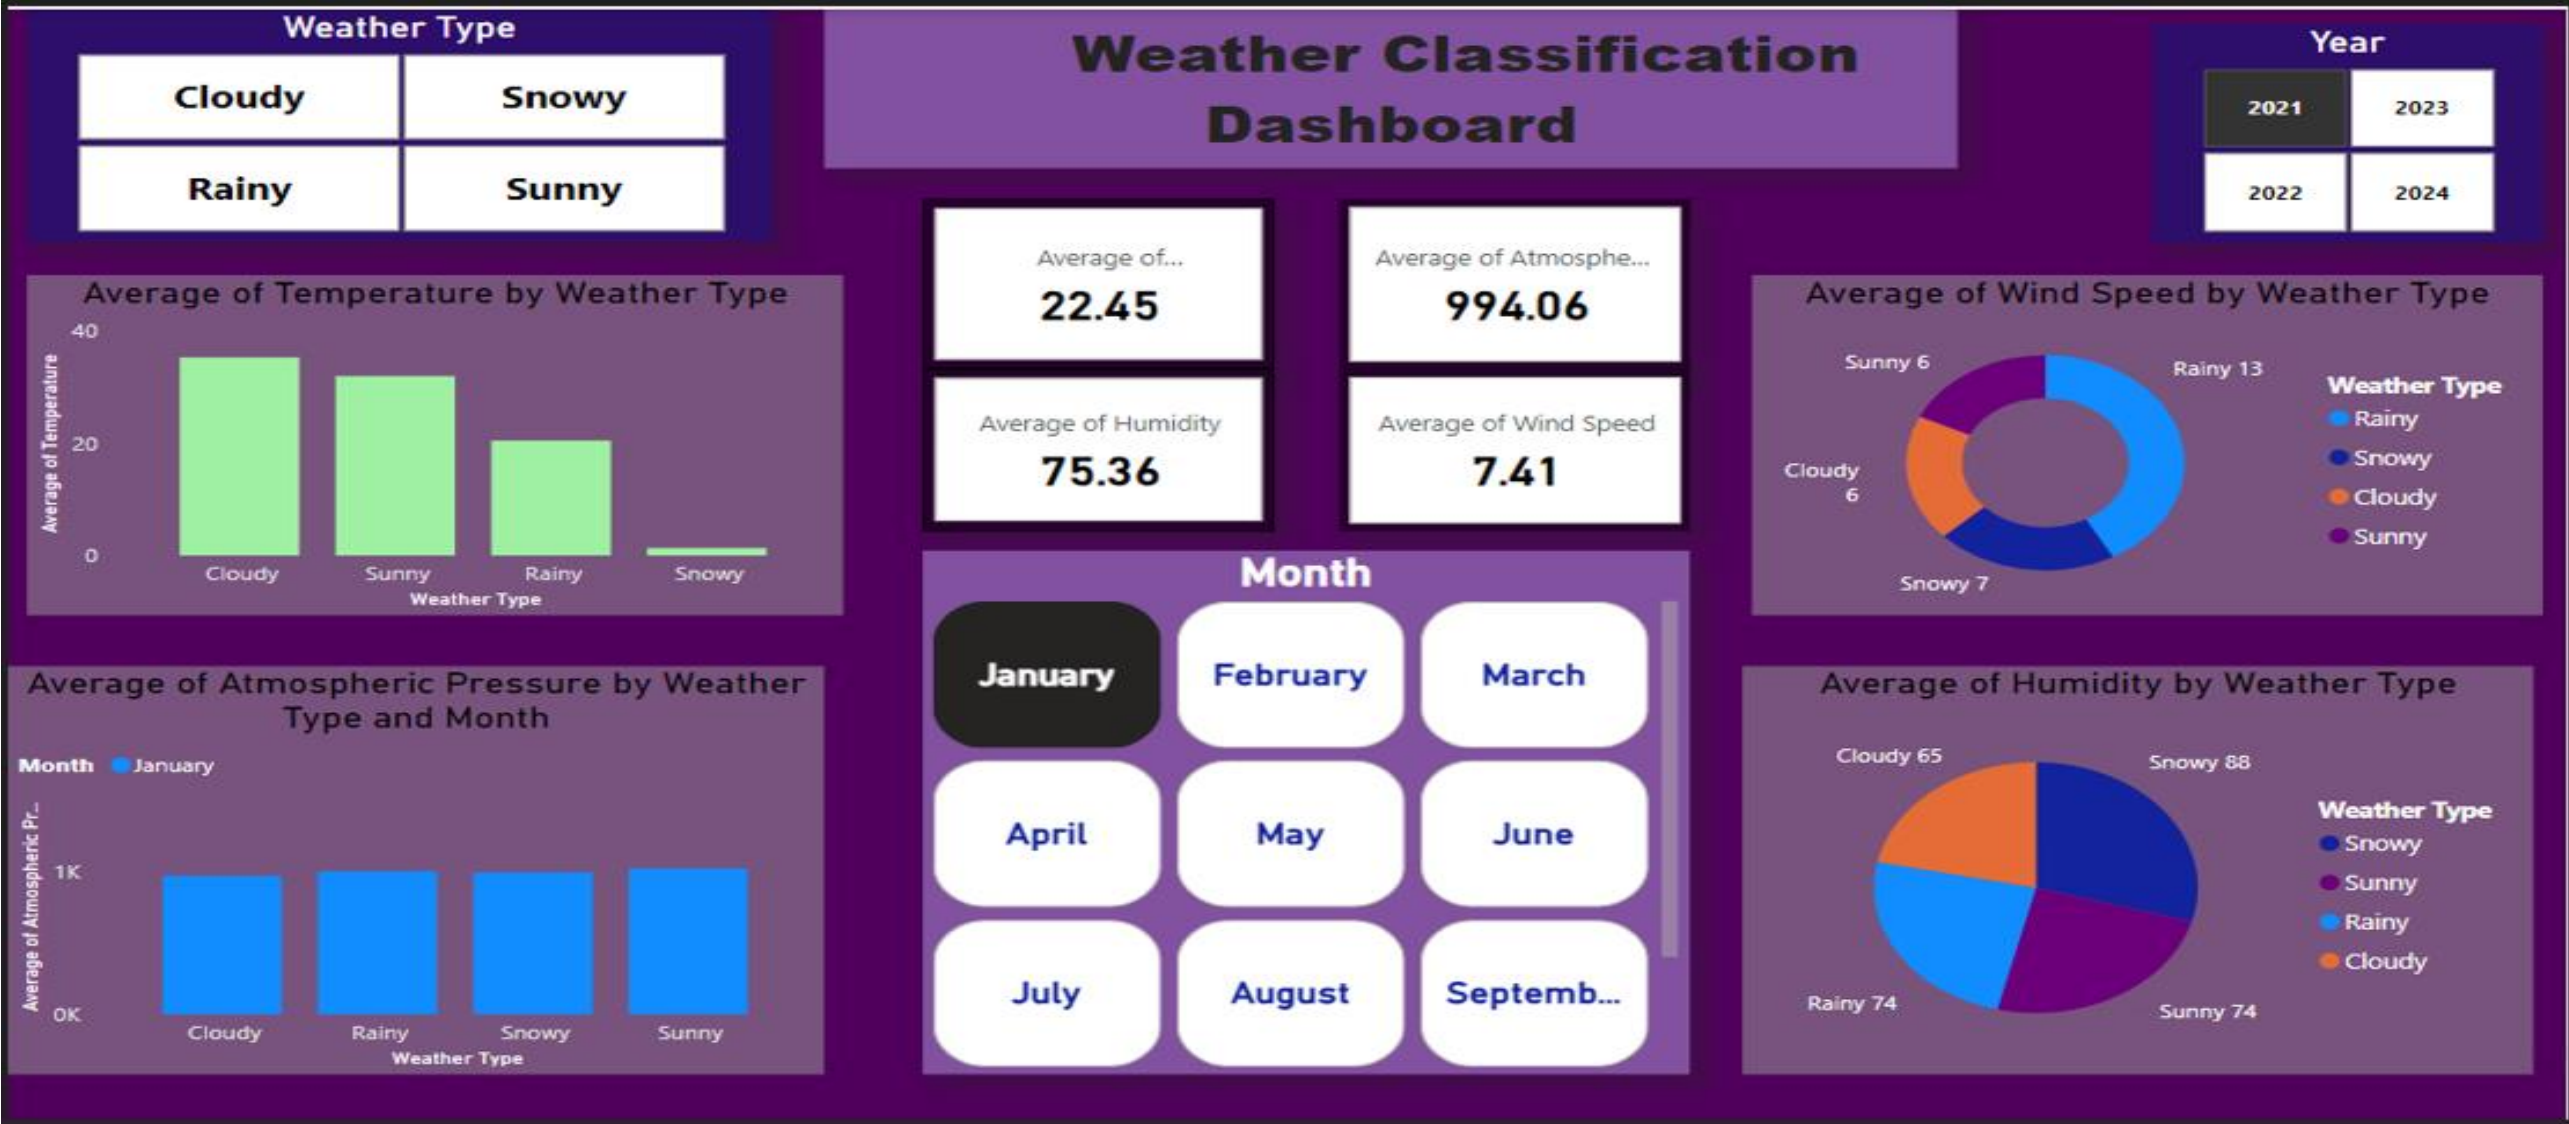 Weather Type
Cloudy
Snowy
Rainy
Sunny
Weather Classification
Dashboard
Year
2021
2023
2022
2024
Average of...
22.45
Average of Atmosphe...
994.06
Average of Humidity
75.36
Average of Wind Speed
7.41
Average of Temperature by Weather Type
40
20
0
Average of Temperature
Cloudy
Sunny
Rainy
Snowy
Weather Type
Average of Wind Speed by Weather Type
Sunny 6
Rainy 13
Cloudy
6
Snowy 7
Weather Type
Rainy
Snowy
Cloudy
Sunny
Average of Atmospheric Pressure by Weather
Type and Month
Month January
Average of Atmospheric Pr...
1K
0K
Cloudy
Rainy
Snowy
Sunny
Weather Type
Month
January
February
March
April
May
June
July
August
Septemb...
Average of Humidity by Weather Type
Cloudy 65
Snowy 88
Rainy 74
Sunny 74
Weather Type
Snowy
Sunny
Rainy
Cloudy